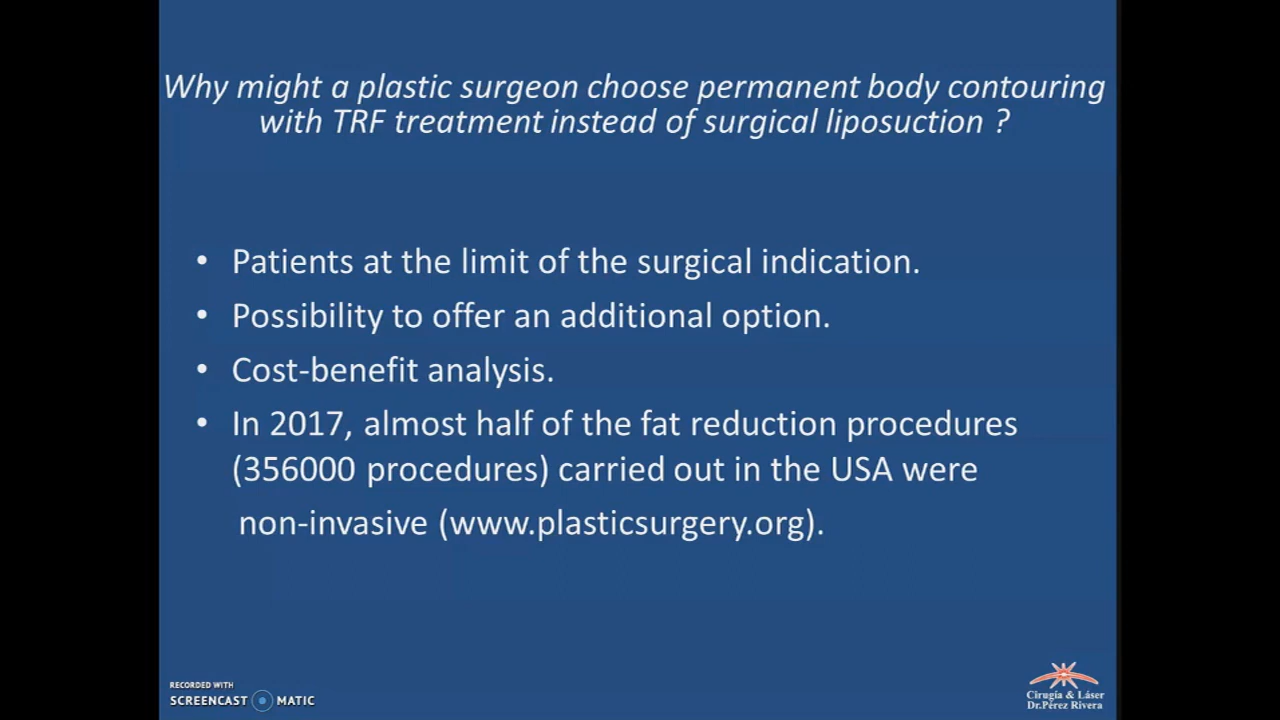 Why might a plastic surgeon choose permanent body contouring
with TRF treatment instead of surgical liposuction ?
• Patients at the limit of the surgical indication.
• Possibility to offer an additional option.
• Cost-benefit analysis.
• In 2017, almost half of the fat reduction procedures
(356000 procedures) carried out in the USA were
non-invasive (www.plasticsurgery.org).
RECORDED WITH
SCREENCAST MATIC
Cirugía & Láser
Dr.Pérez Rivera